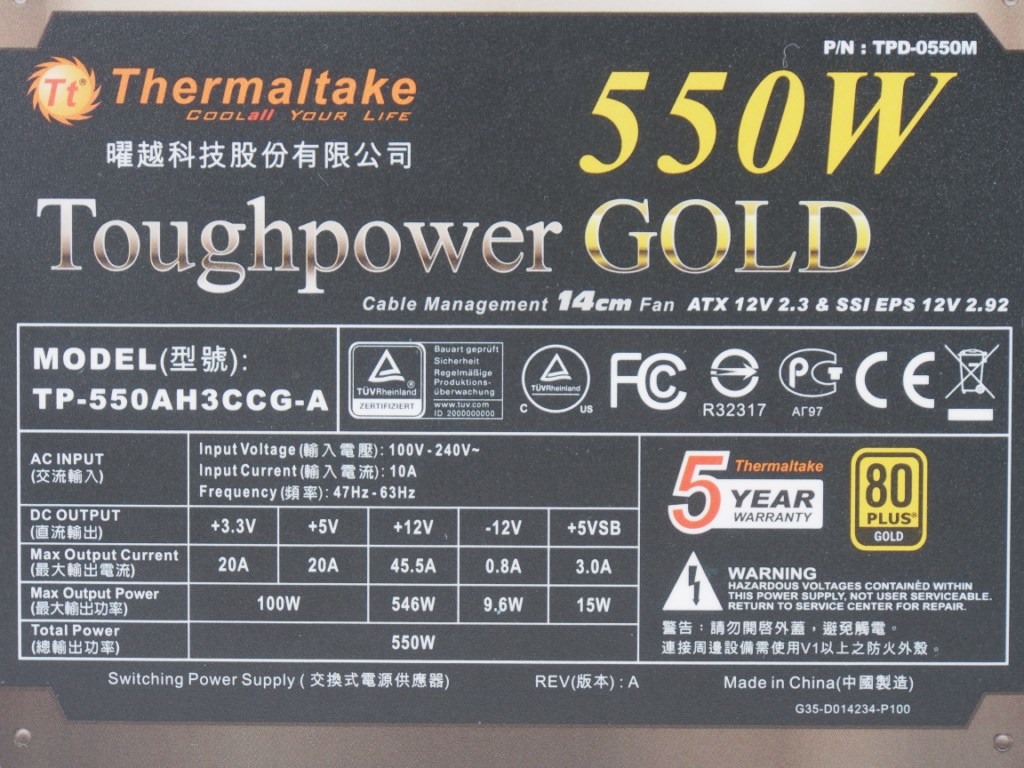 P/N : TPD-0550M
Tt® Thermaltake
COOLall YOUR LIFE
550W
曜越科技股份有限公司
Toughpower GOLD
Cable Management 14cm Fan ATX 12V 2.3 & SSI EPS 12V 2.92
MODEL(型號):
TP-550AH3CCG-A
TÜVRheinland®
ZERTIFIZIERT
Bauart geprüft
Sicherheit
Regelmäßige
Produktions-
überwachung
www.tuv.com
ID 2000000000
TÜVRheinland
C US
FC
R32317
PG
АГ97
CE
AC INPUT
(交流輸入)
Input Voltage (輸入電壓): 100V - 240V~
Input Current (輸入電流): 10A
Frequency (頻率): 47Hz - 63Hz
DC OUTPUT
(直流輸出)
+3.3V +5V +12V -12V +5VSB
Max Output Current
(最大輸出電流)
20A 20A 45.5A 0.8A 3.0A
Max Output Power
(最大輸出功率)
100W 546W 9.6W 15W
Total Power
(總輸出功率)
550W
Thermaltake
5 YEAR
WARRANTY
80
PLUS®
GOLD
WARNING
HAZARDOUS VOLTAGES CONTAINED WITHIN
THIS POWER SUPPLY, NOT USER SERVICEABLE.
RETURN TO SERVICE CENTER FOR REPAIR.
警告：請勿開啓外蓋，避免觸電。
連接周邊設備需使用V1以上之防火外殼。
Switching Power Supply ( 交換式電源供應器) REV(版本) : A Made in China(中國製造)
G35-D014234-P100